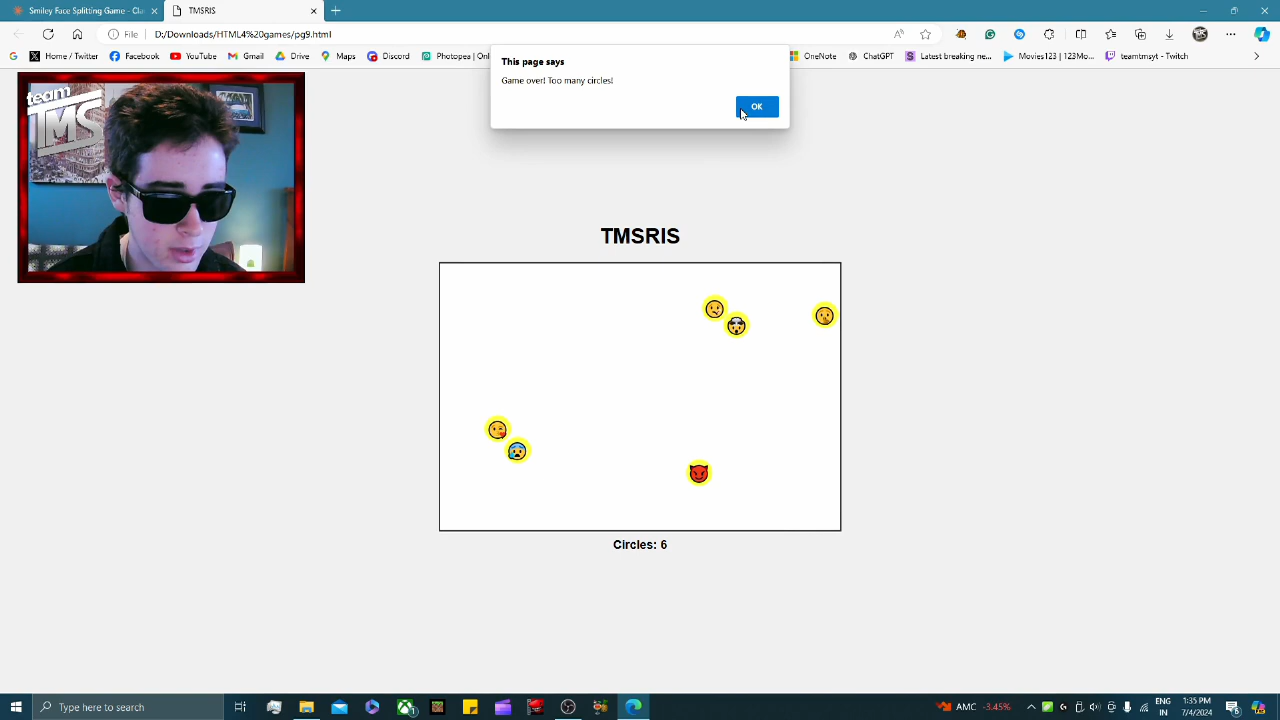 Smiley Face Splitting Game - Cla
TMSRIS
File
D:/Downloads/HTML4%20games/pg9.html
Home / Twitter
Facebook
YouTube
Gmail
Drive
Maps
Discord
Photopea | Onl
OneNote
ChatGPT
Latest breaking ne...
Movies123 | 123Mo...
teamtmsyt - Twitch
This page says
Game over! Too many circles!
OK
team
TMS
TMSRIS
Circles: 6
Type here to search
AMC -3.45%
ENG
IN
1:35 PM
7/4/2024